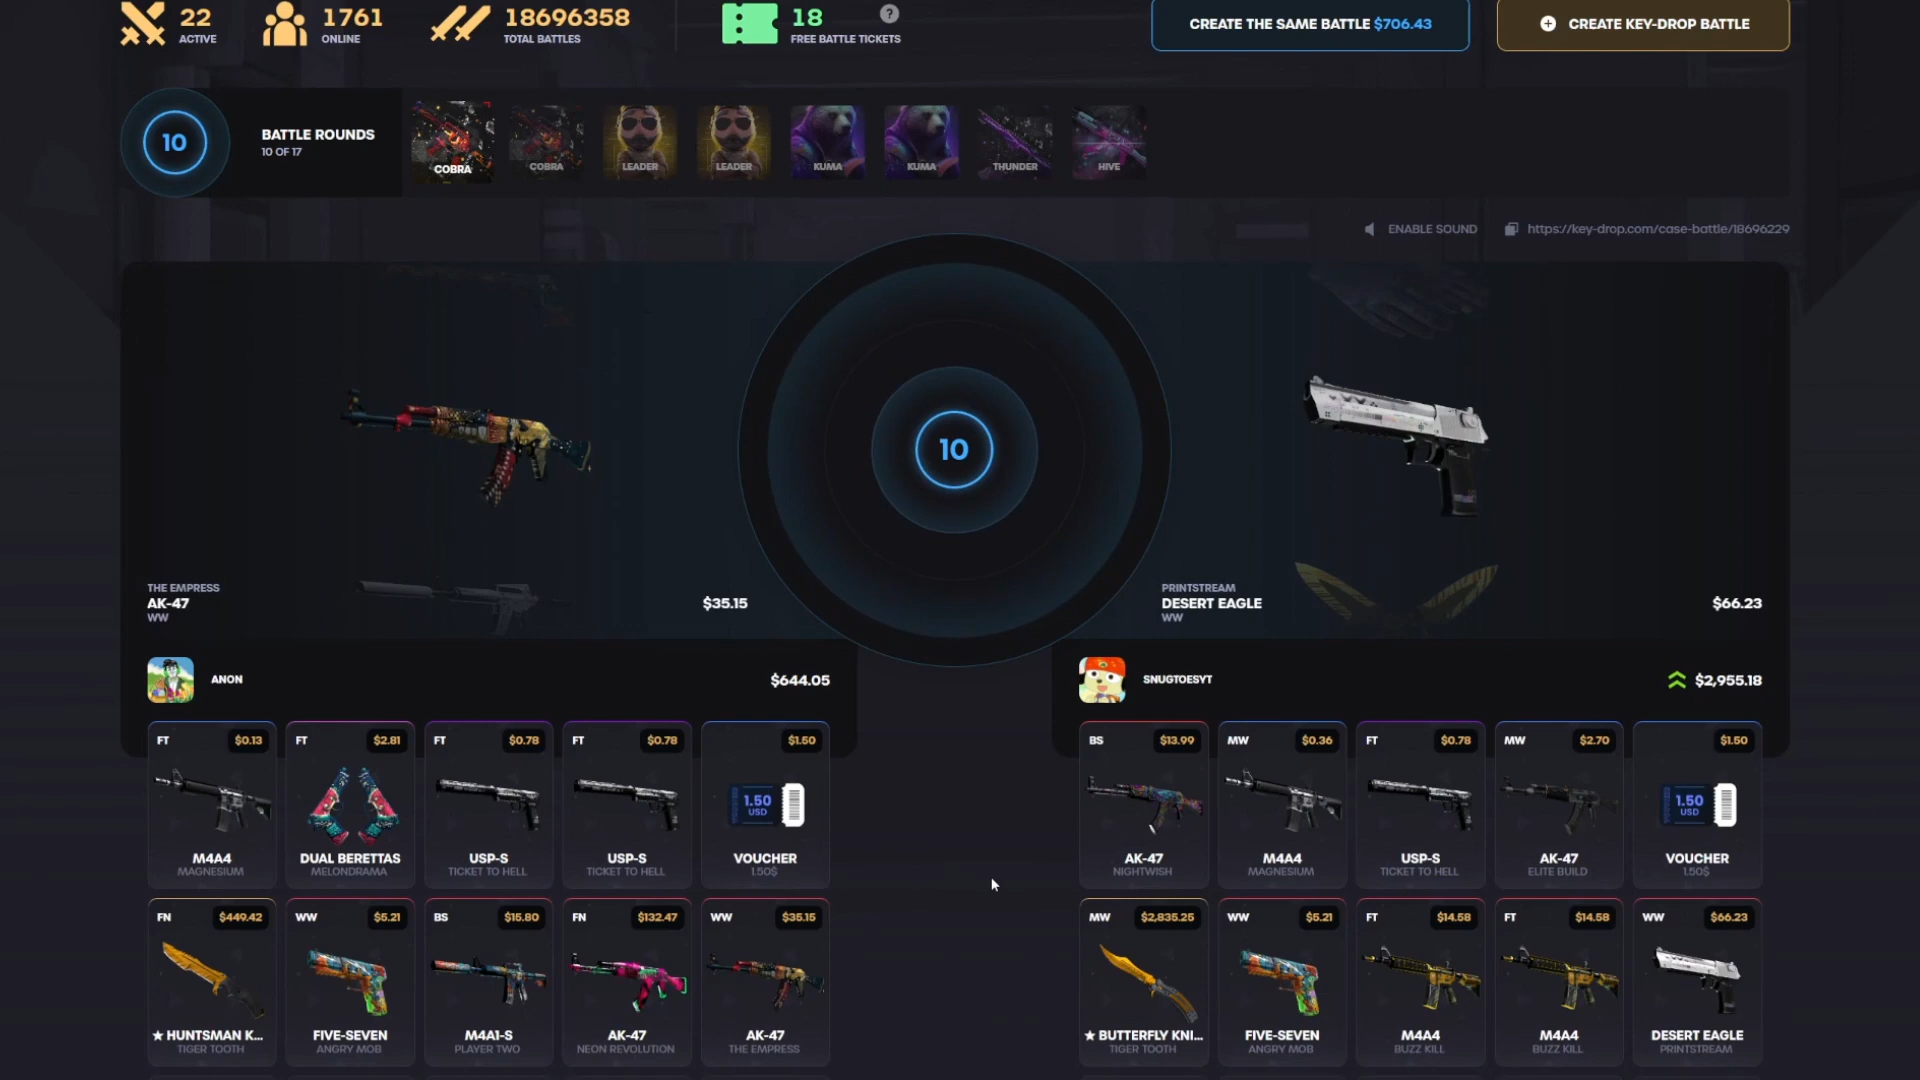 22
ACTIVE
1761
ONLINE
18696358
TOTAL BATTLES
18
FREE BATTLE TICKETS
?
CREATE THE SAME BATTLE $706.43
CREATE KEY-DROP BATTLE
10
BATTLE ROUNDS
10 OF 17
COBRA
COBRA
LEADER
LEADER
KUMA
KUMA
THUNDER
HIVE
ENABLE SOUND
https://key-drop.com/case-battle/18696229
10
THE EMPRESS
AK-47
WW
$35.15
PRINTSTREAM
DESERT EAGLE
WW
$66.23
ANON
$644.05
SNUGTOESYT
$2,955.18
FT $0.13
M4A4
MAGNESIUM
FT $2.81
DUAL BERETTAS
MELONDRAMA
FT $0.78
USP-S
TICKET TO HELL
FT $0.78
USP-S
TICKET TO HELL
$1.50
1.50
USD
VOUCHER
1.50$
BS $13.99
AK-47
NIGHTWISH
MW $0.36
M4A4
MAGNESIUM
FT $0.78
USP-S
TICKET TO HELL
MW $2.70
AK-47
ELITE BUILD
$1.50
1.50
USD
VOUCHER
1.50$
FN $449.42
★ HUNTSMAN K...
TIGER TOOTH
WW $5.21
FIVE-SEVEN
ANGRY MOB
BS $15.80
M4A1-S
PLAYER TWO
FN $132.47
AK-47
NEON REVOLUTION
WW $35.15
AK-47
THE EMPRESS
MW $2,835.25
★ BUTTERFLY KNI...
TIGER TOOTH
WW $5.21
FIVE-SEVEN
ANGRY MOB
FT $14.58
M4A4
BUZZ KILL
FT $14.58
M4A4
BUZZ KILL
WW $66.23
DESERT EAGLE
PRINTSTREAM